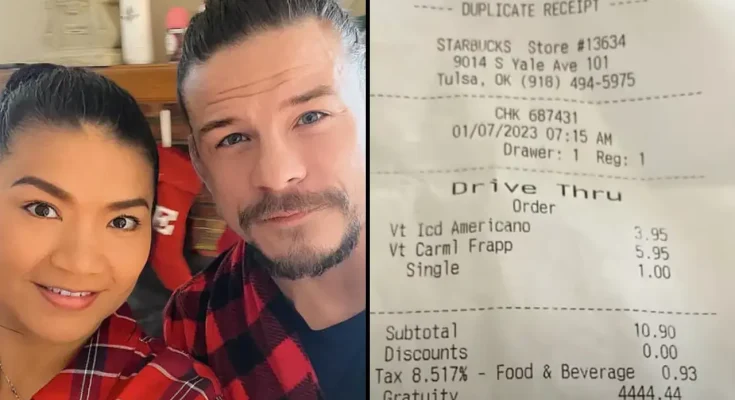 DUPLICATE RECEIPT
STARBUCKS Store #13634
9014 S Yale Ave 101
Tulsa, OK (918) 494-5975
CHK 687431
01/07/2023 07:15 AM
Drawer: 1 Reg: 1
Drive Thru
Order
Vt Icd Americano 3.95
Vt Carml Frapp 5.95
Single 1.00
Subtotal 10.90
Discounts 0.00
Tax 8.517% - Food & Beverage 0.93
Gratuity 4444.44